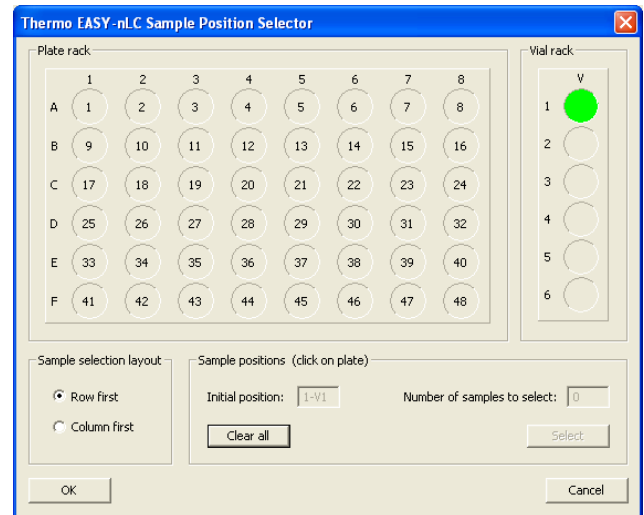 Thermo EASY-nLC Sample Position Selector
Plate rack
Vial rack
1 2 3 4 5 6 7 8
V
A 1 2 3 4 5 6 7 8
1
B 9 10 11 12 13 14 15 16
2
C 17 18 19 20 21 22 23 24
3
D 25 26 27 28 29 30 31 32
4
E 33 34 35 36 37 38 39 40
5
F 41 42 43 44 45 46 47 48
6
Sample selection layout
Sample positions (click on plate)
Row first
Initial position: 1-V1 Number of samples to select: 0
Column first
Clear all Select
OK Cancel